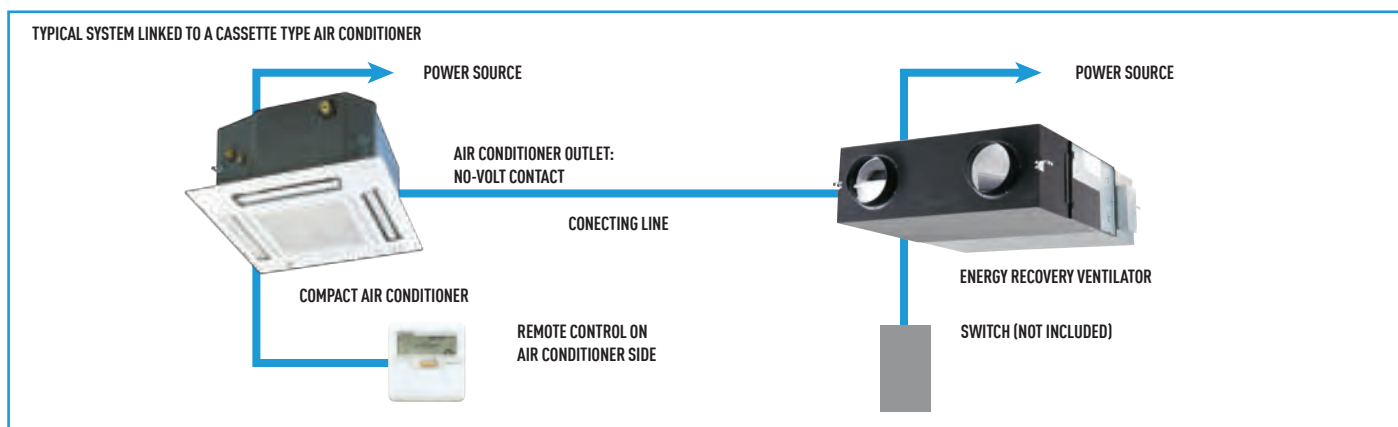 TYPICAL SYSTEM LINKED TO A CASSETTE TYPE AIR CONDITIONER
POWER SOURCE
POWER SOURCE
AIR CONDITIONER OUTLET:
NO-VOLT CONTACT
CONECTING LINE
ENERGY RECOVERY VENTILATOR
COMPACT AIR CONDITIONER
REMOTE CONTROL ON
AIR CONDITIONER SIDE
SWITCH (NOT INCLUDED)